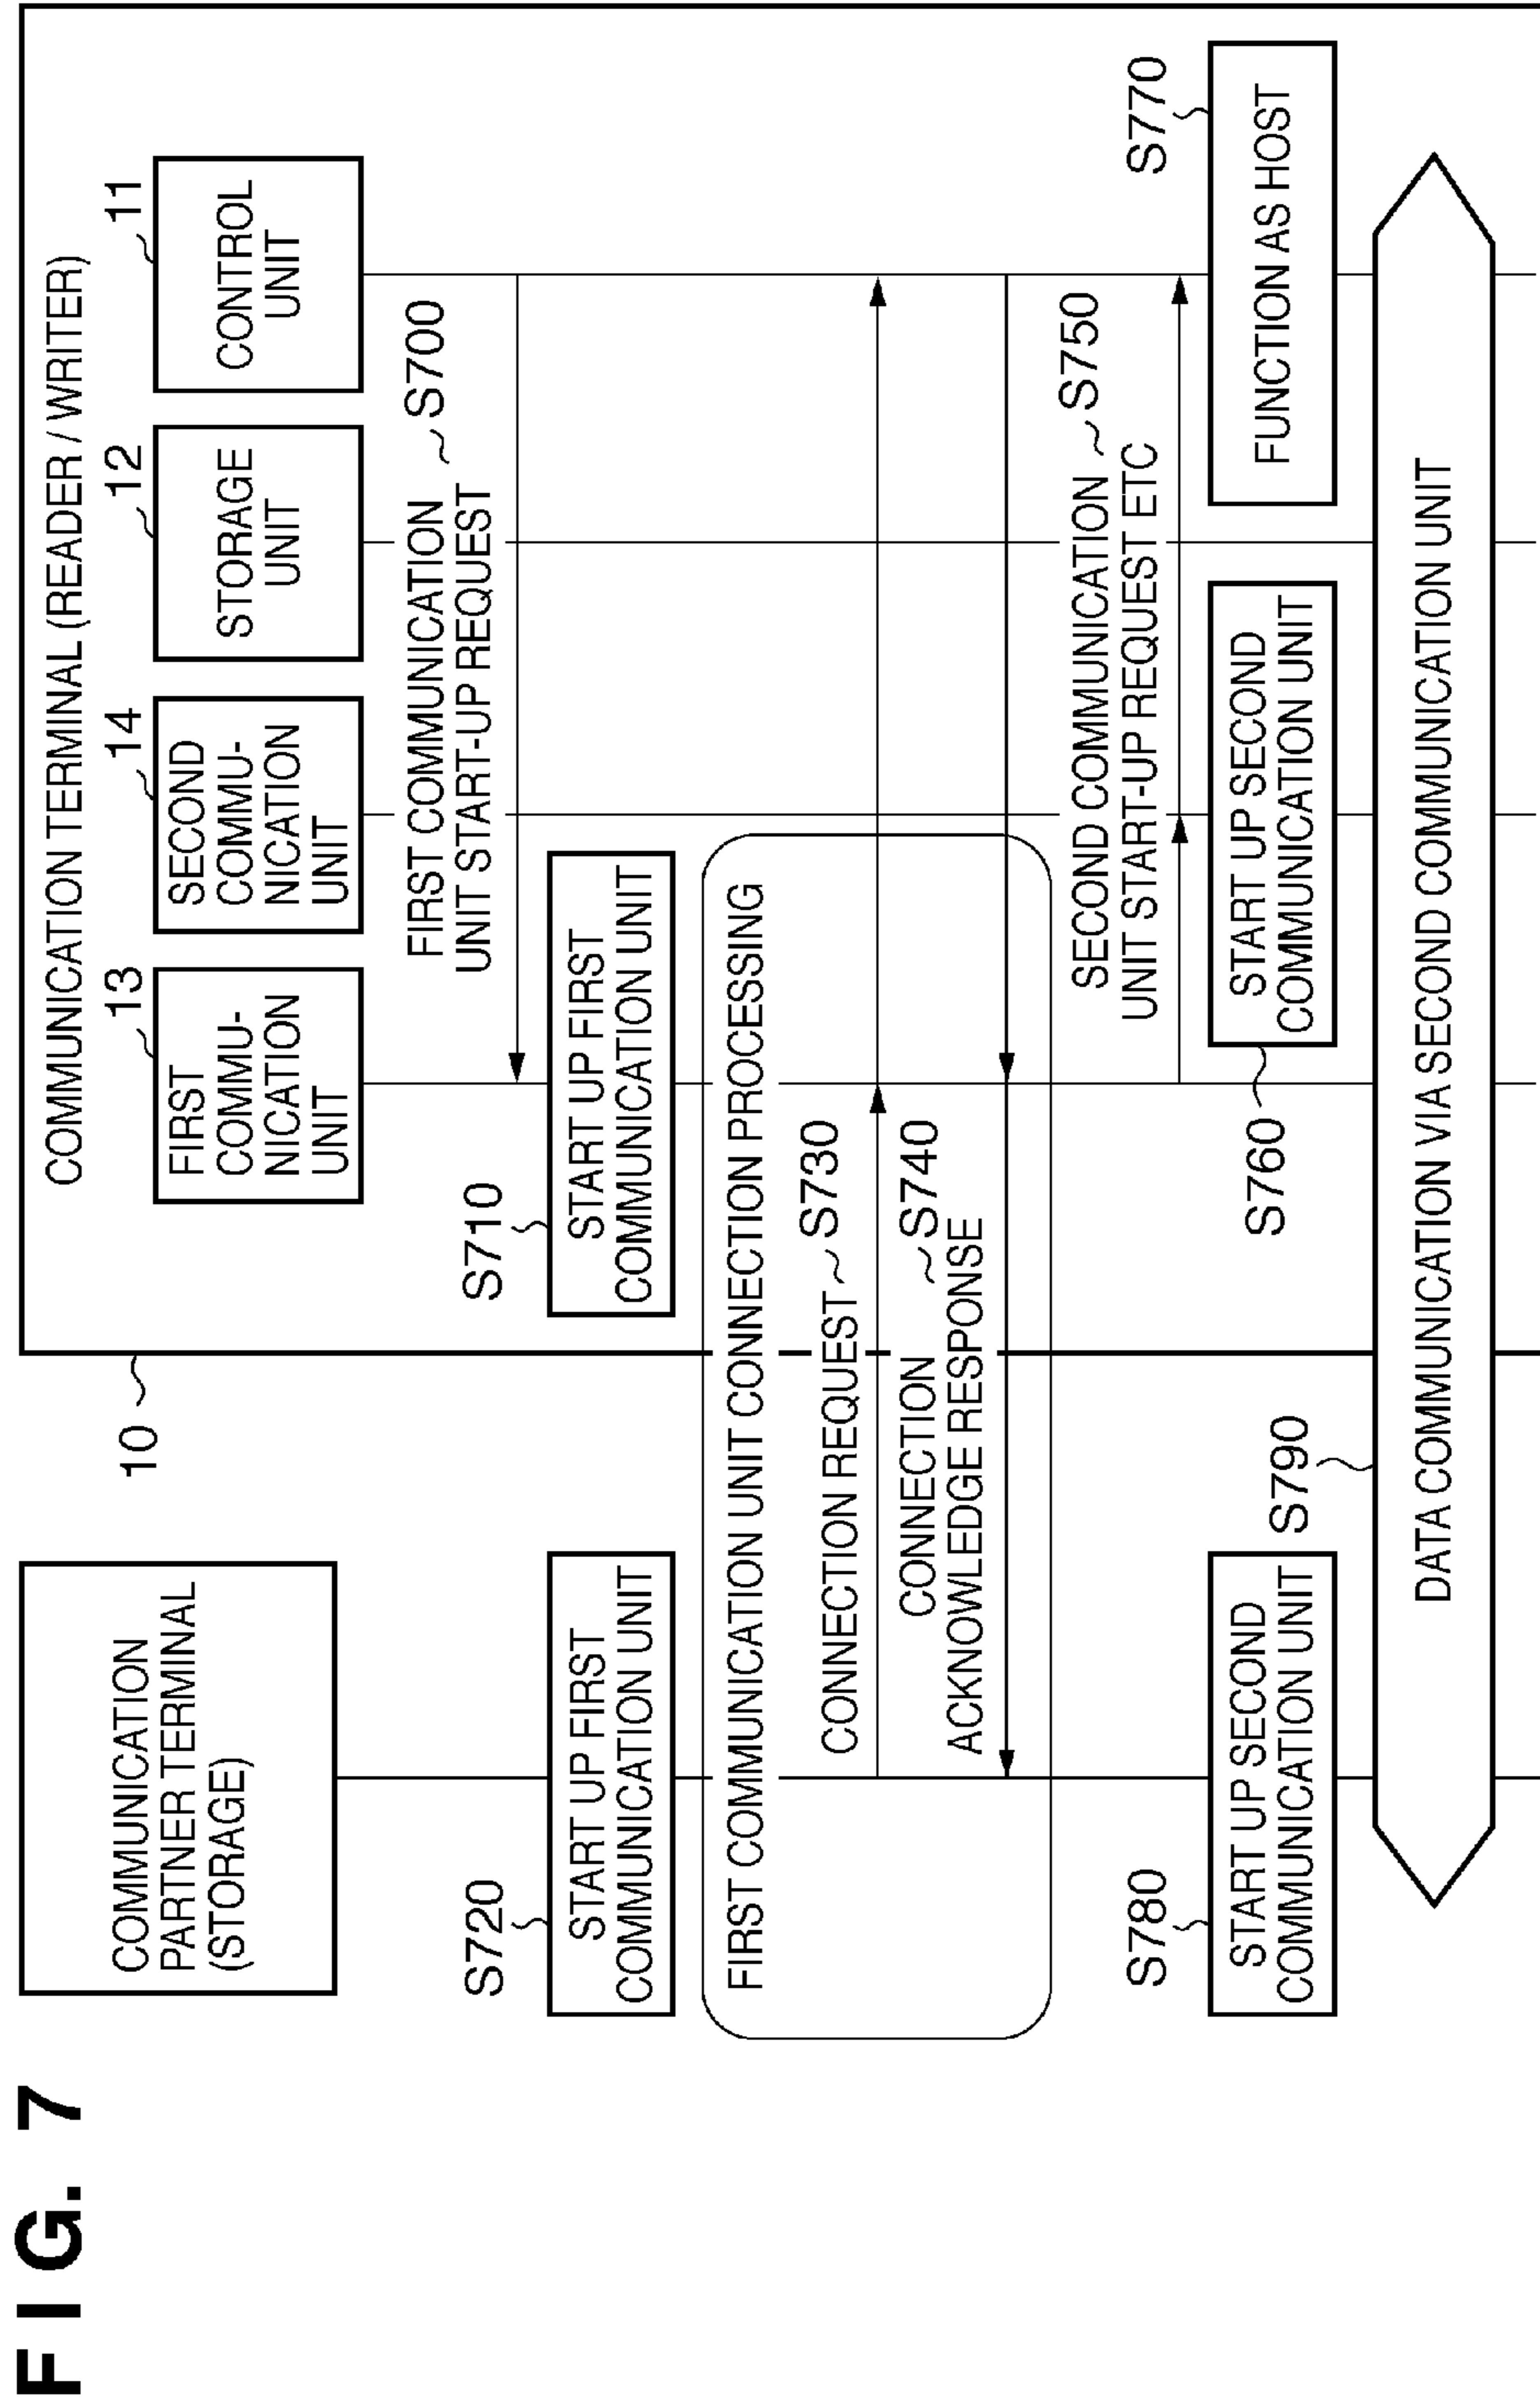 FIG. 7
COMMUNICATION
PARTNER TERMINAL
(STORAGE)
10
COMMUNICATION TERMINAL (READER / WRITER)
13
FIRST
COMMU-
NICATION
UNIT
14
SECOND
COMMU-
NICATION
UNIT
12
STORAGE
UNIT
11
CONTROL
UNIT
FIRST COMMUNICATION
UNIT START-UP REQUEST
S700
S720
START UP FIRST
COMMUNICATION UNIT
S710
START UP FIRST
COMMUNICATION UNIT
FIRST COMMUNICATION UNIT CONNECTION PROCESSING
CONNECTION REQUEST
S730
CONNECTION
ACKNOWLEDGE RESPONSE
S740
SECOND COMMUNICATION
UNIT START-UP REQUEST ETC
S750
S780
START UP SECOND
COMMUNICATION UNIT
S760
START UP SECOND
COMMUNICATION UNIT
S770
FUNCTION AS HOST
S790
DATA COMMUNICATION VIA SECOND COMMUNICATION UNIT